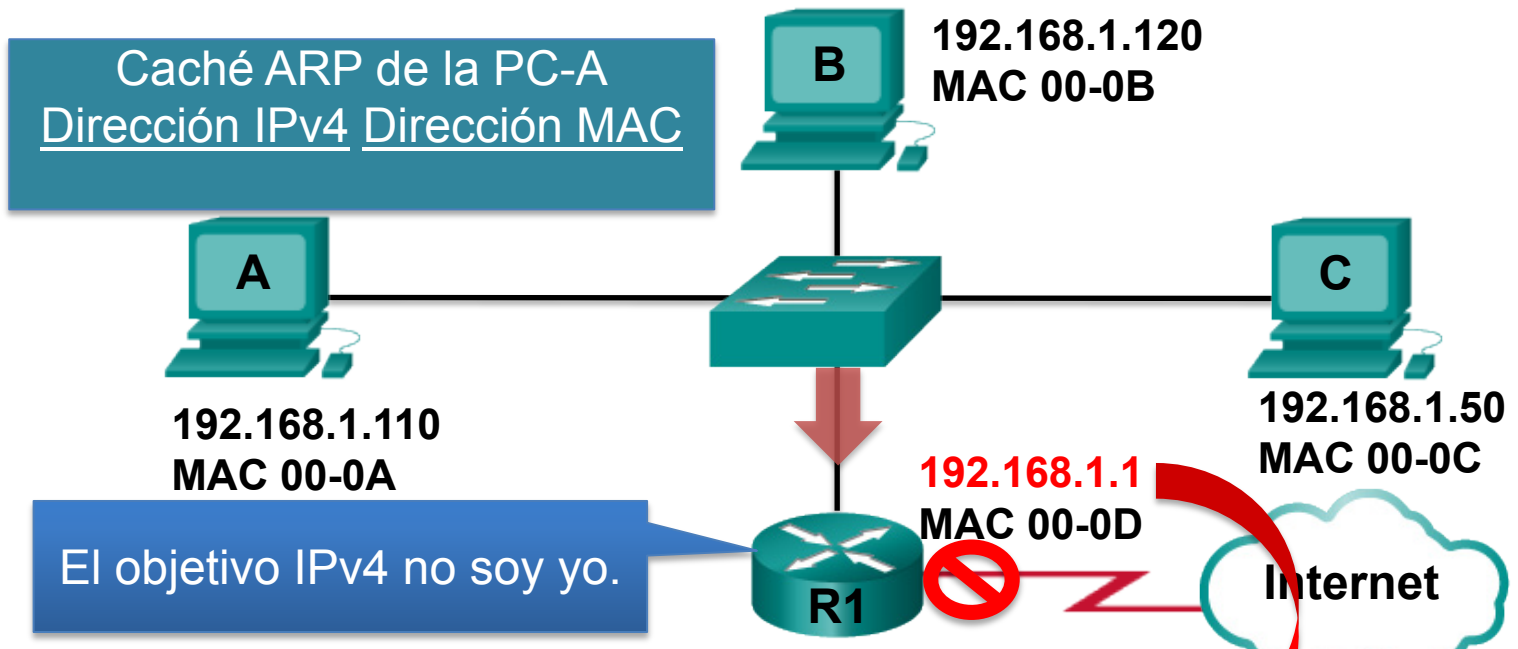 Caché ARP de la PC-A
Dirección IPv4 Dirección MAC
B
192.168.1.120
MAC 00-0B
A
192.168.1.110
MAC 00-0A
C
192.168.1.50
MAC 00-0C
192.168.1.1
MAC 00-0D
El objetivo IPv4 no soy yo.
R1
Internet